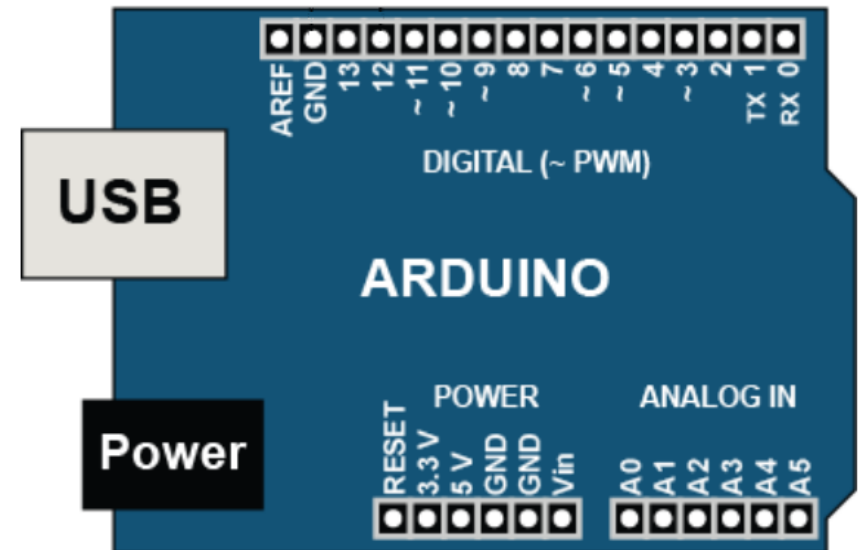 AREF
GND
13
12
~ 11
~ 10
~ 9
8
7
~ 6
~ 5
4
~ 3
2
TX 1
RX 0
DIGITAL (~ PWM)
USB
ARDUINO
POWER
ANALOG IN
Power
RESET
3.3 V
5 V
GND
GND
Vin
A0
A1
A2
A3
A4
A5